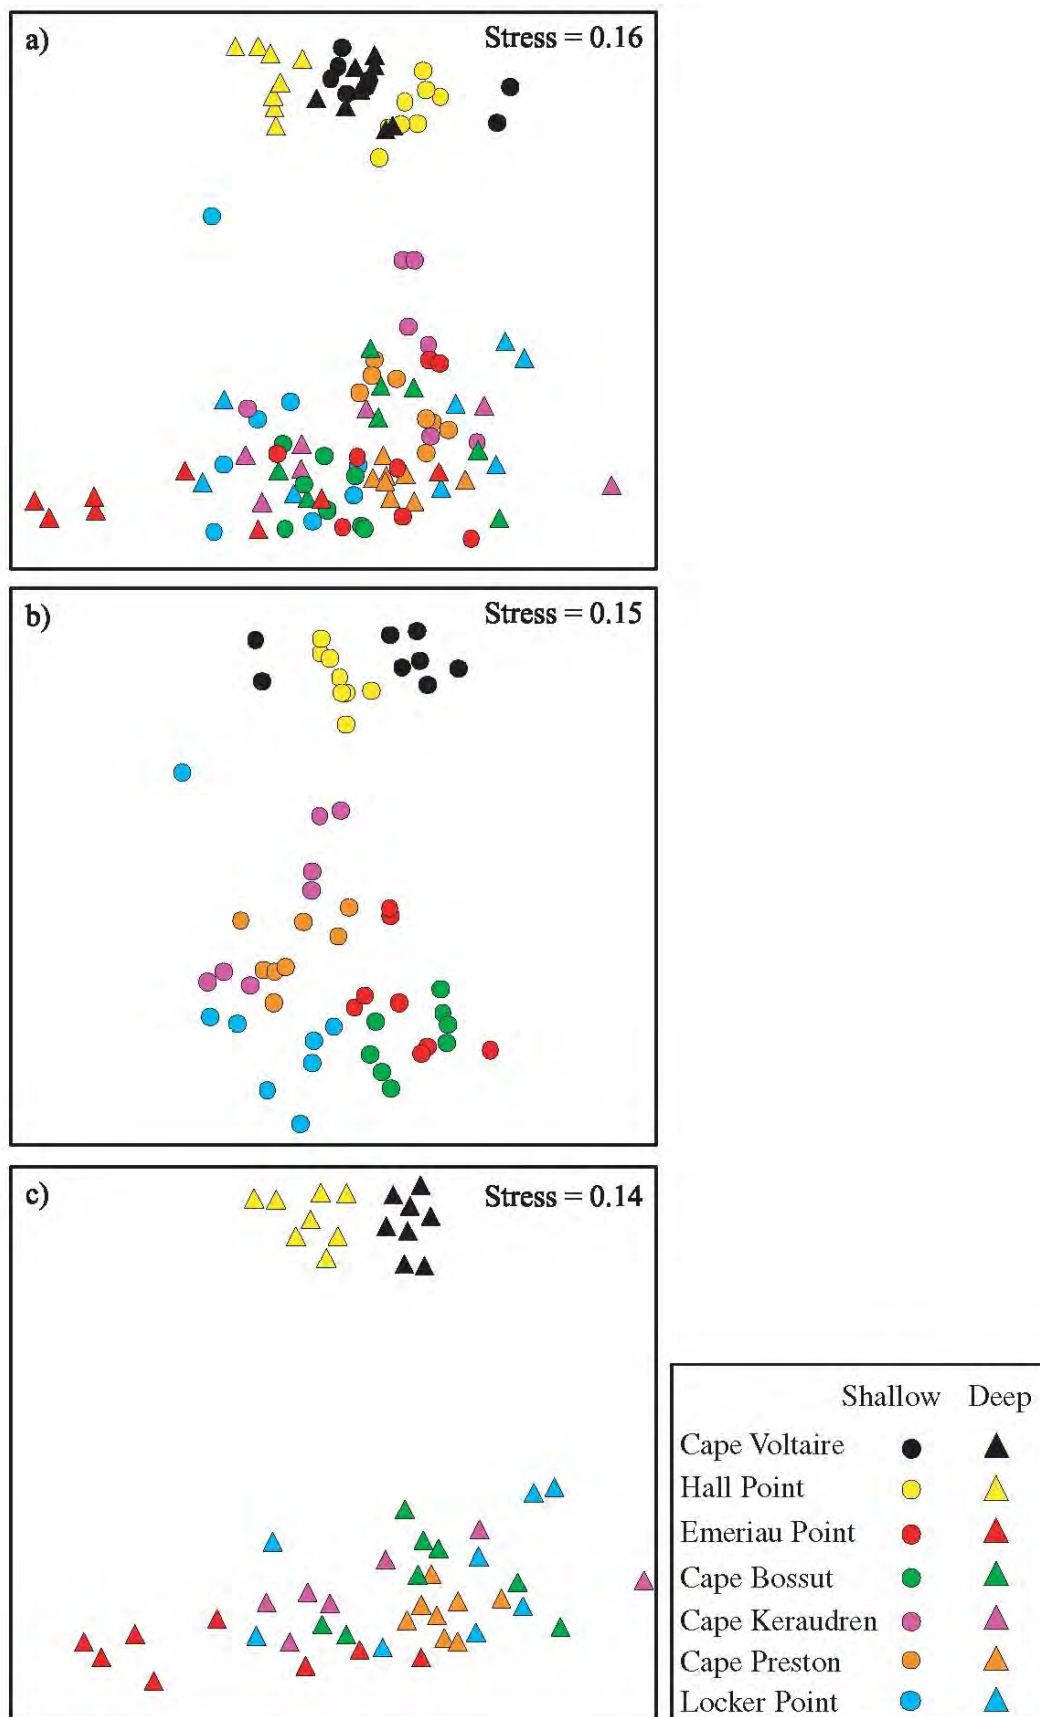 a)
Stress = 0.16
b)
Stress = 0.15
c)
Stress = 0.14
Shallow Deep
Cape Voltaire
Hall Point
Emeriau Point
Cape Bossut
Cape Keraudren
Cape Preston
Locker Point